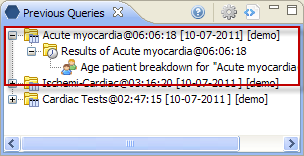 Previous Queries
Acute myocardia@06:06:18 [10-07-2011] [demo]
Results of Acute myocardia@06:06:18
Age patient breakdown for "Acute myocardia
Ischemi-Cardiac@03:16:20 [10-07-2011] [demo]
Cardiac Tests@02:47:15 [10-07-2011] [demo]